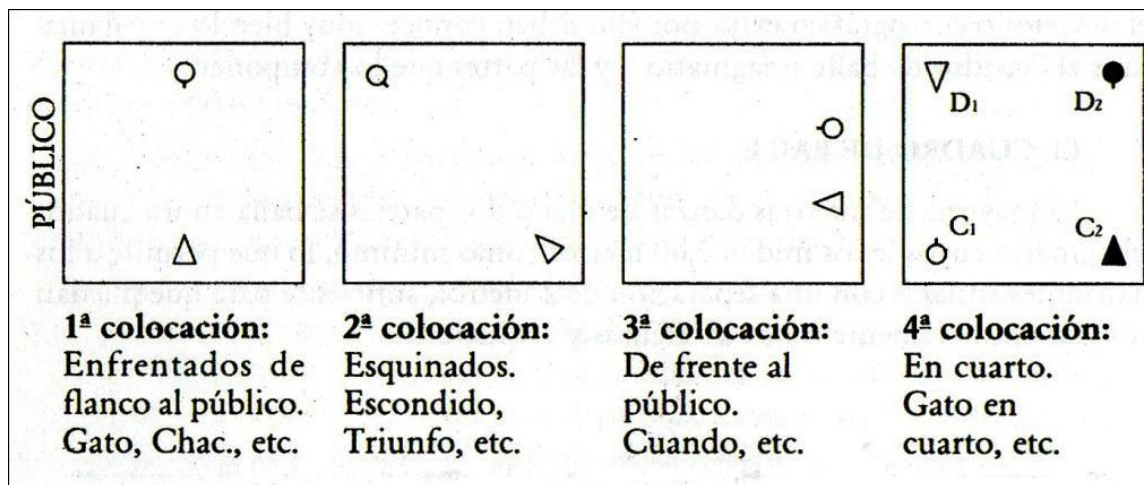 PÚBLICO
D1
D2
C1
C2
1ª colocación:
Enfrentados de
flanco al público.
Gato, Chac., etc.
2ª colocación:
Esquinados.
Escondido,
Triunfo, etc.
3ª colocación:
De frente al
público.
Cuando, etc.
4ª colocación:
En cuarto.
Gato en
cuarto, etc.